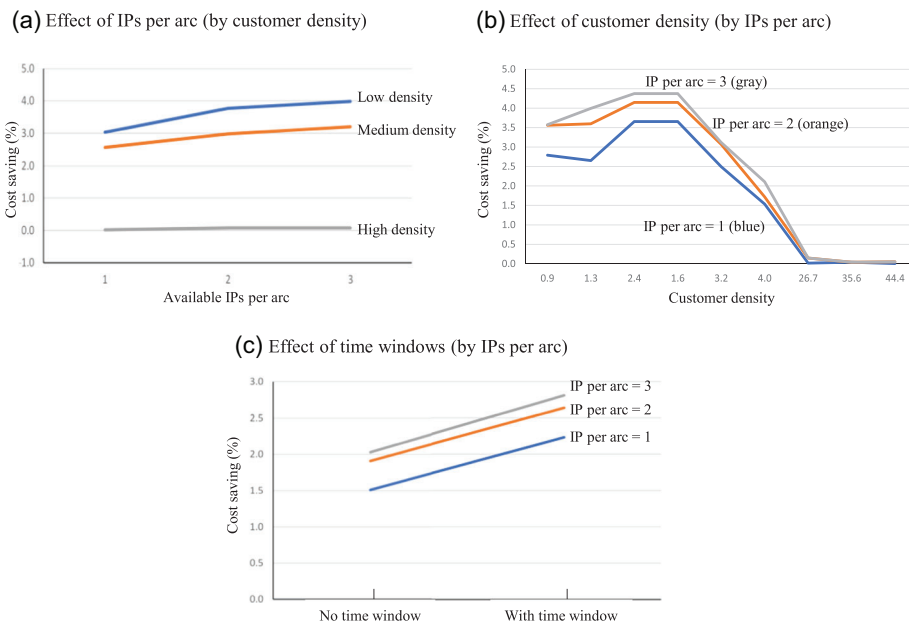 (a) Effect of IPs per arc (by customer density)
Cost saving (%)
5.0
4.0
3.0
2.0
1.0
0.0
-1.0
Low density
Medium density
High density
1 2 3
Available IPs per arc
(b) Effect of customer density (by IPs per arc)
Cost saving (%)
5.0
4.5
4.0
3.5
3.0
2.5
2.0
1.5
1.0
0.5
0.0
IP per arc = 3 (gray)
IP per arc = 2 (orange)
IP per arc = 1 (blue)
0.9 1.3 2.4 1.6 3.2 4.0 26.7 35.6 44.4
Customer density
(c) Effect of time windows (by IPs per arc)
Cost saving (%)
3.0
2.5
2.0
1.5
1.0
0.5
0.0
IP per arc = 3
IP per arc = 2
IP per arc = 1
No time window With time window